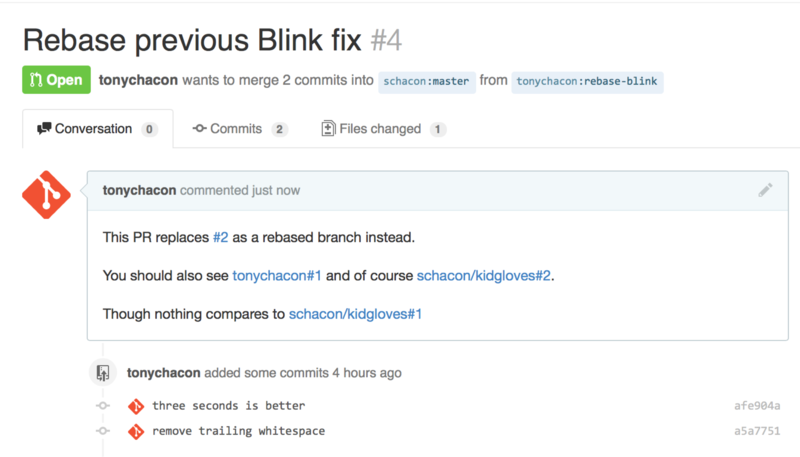 Rebase previous Blink fix #4
Open tonychacon wants to merge 2 commits into schacon:master from tonychacon:rebase-blink
Conversation 0 Commits 2 Files changed 1
tonychacon commented just now
This PR replaces #2 as a rebased branch instead.
You should also see tonychacon#1 and of course schacon/kidgloves#2.
Though nothing compares to schacon/kidgloves#1
tonychacon added some commits 4 hours ago
three seconds is better afe904a
remove trailing whitespace a5a7751